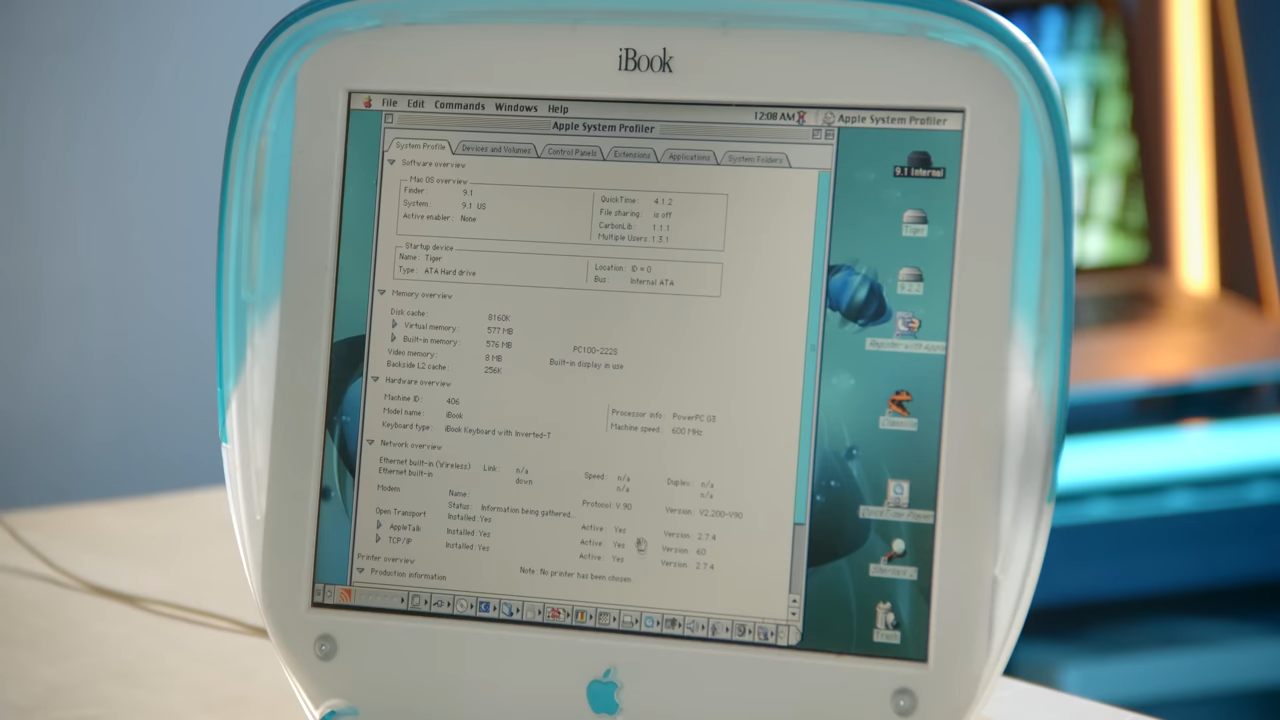 iBook
File Edit Commands Windows Help 12:08 AM Apple System Profiler
Apple System Profiler
System Profile Devices and Volumes Control Panels Extensions Applications System Folders
Software overview
Mac OS overview
Finder: 9.1
System: 9.1 US
Active enabler: None
QuickTime: 4.1.2
File sharing: is off
CarbonLib: 1.1.1
Multiple Users: 1.3.1
Startup device
Name: Tiger
Type: ATA Hard drive
Location: ID = 0
Bus: Internal ATA
Memory overview
Disk cache: 8160K
Virtual memory: 577 MB
Built-in memory: 576 MB PC100-222S
Video memory: 8 MB Built-in display in use
Backside L2 cache: 256K
Hardware overview
Machine ID: 406
Model name: iBook
Keyboard type: iBook Keyboard with Inverted-T
Processor info: PowerPC G3
Machine speed: 600 MHz
Network overview
Ethernet built-in (Wireless) Link: n/a Speed: n/a Duplex: n/a
Ethernet built-in down n/a n/a
Modem Name:
Status: Information being gathered... Protocol: V.90 Version: V2.200-V90
Open Transport Installed: Yes Active: Yes Version: 2.7.4
AppleTalk Installed: Yes Active: Yes Version: 60
TCP/IP Installed: Yes Active: Yes Version: 2.7.4
Printer overview Note: No printer has been chosen
Production information
9.1 Internal
Tiger
9.2.2
Register with Apple
QuickTime Player
Sherlock 2
Trash